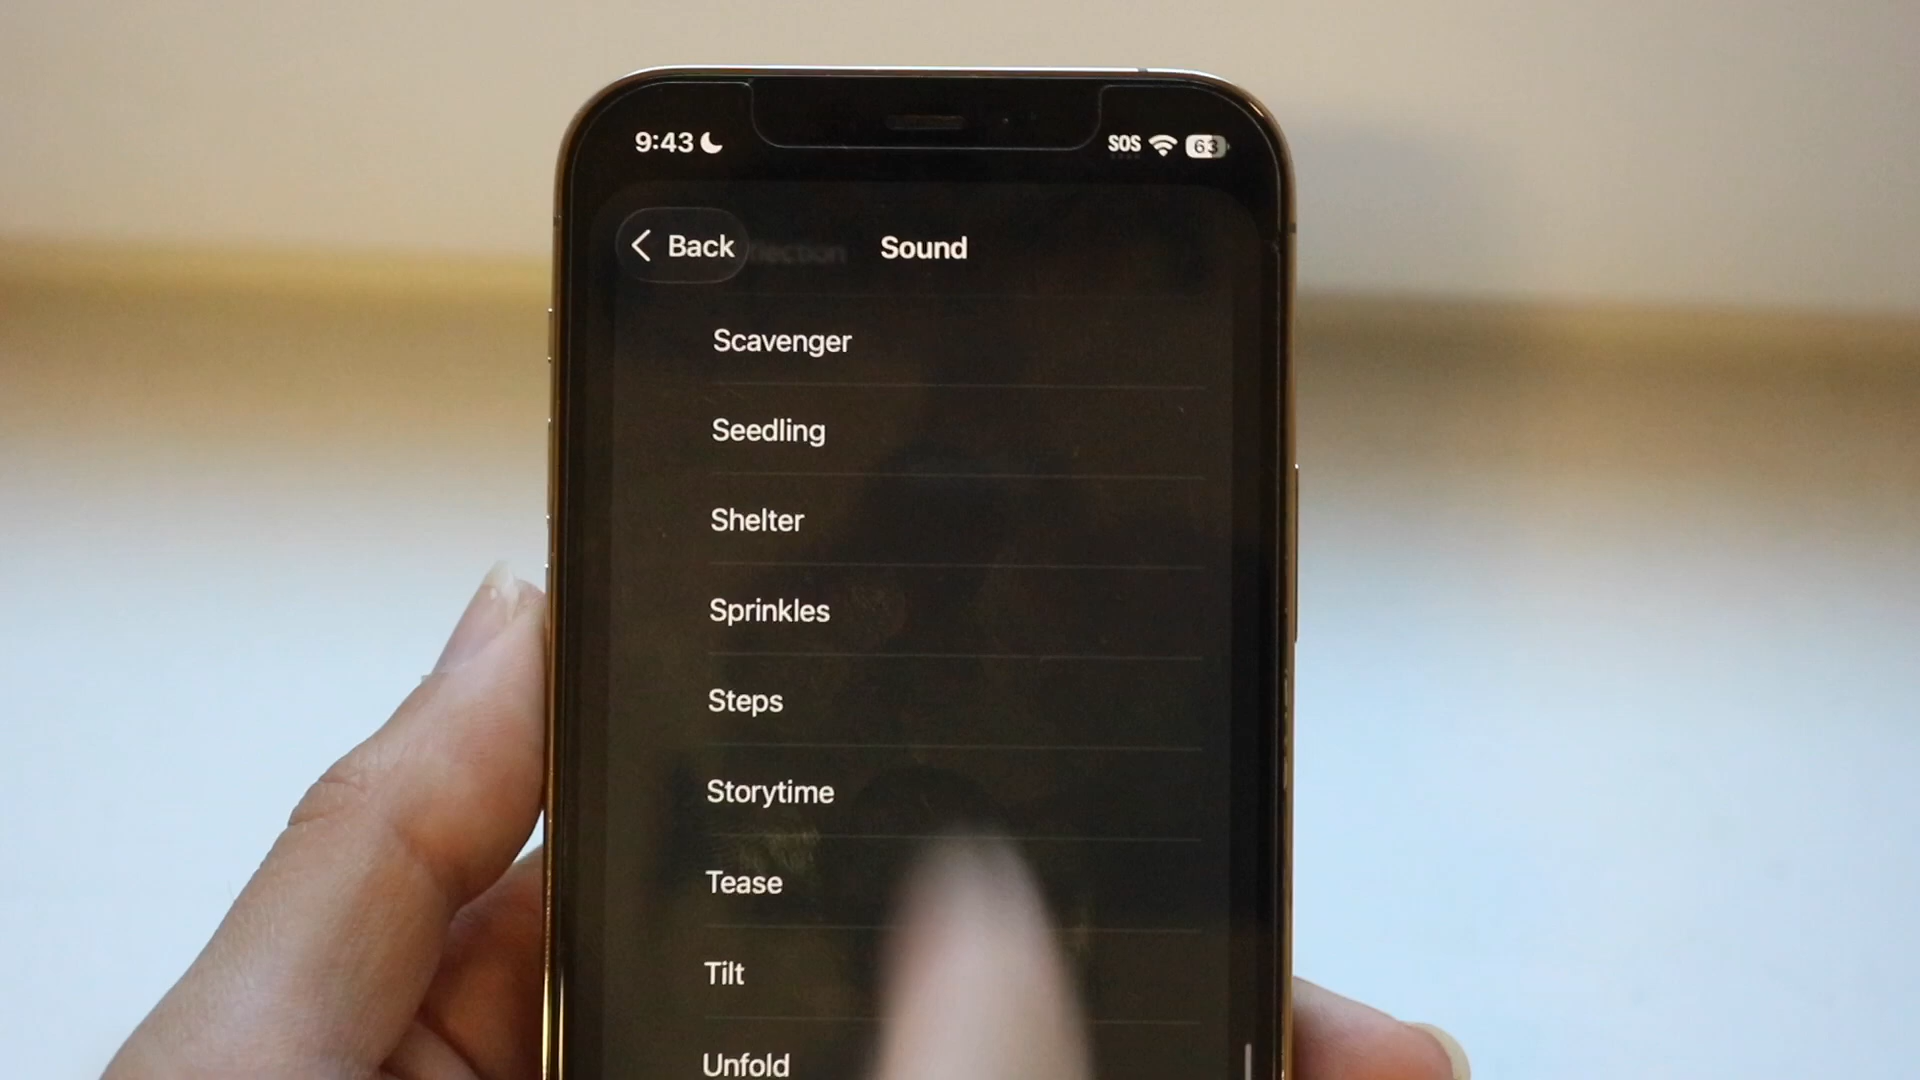 9:43 SOS 63
Back Sound
Scavenger
Seedling
Shelter
Sprinkles
Steps
Storytime
Tease
Tilt
Unfold